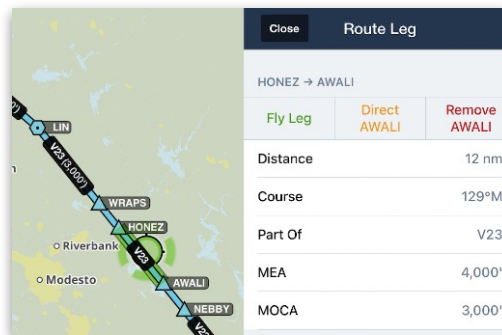 Close
Route Leg
HONEZ → AWALI
Fly Leg
Direct
AWALI
Remove
AWALI
Distance
12 nm
Course
129°M
Part Of
V23
MEA
4,000'
MOCA
3,000'
LIN
V23 (3,000')
WRAPS
HONEZ
Riverbank
V23
AWALI
Modesto
NEBBY